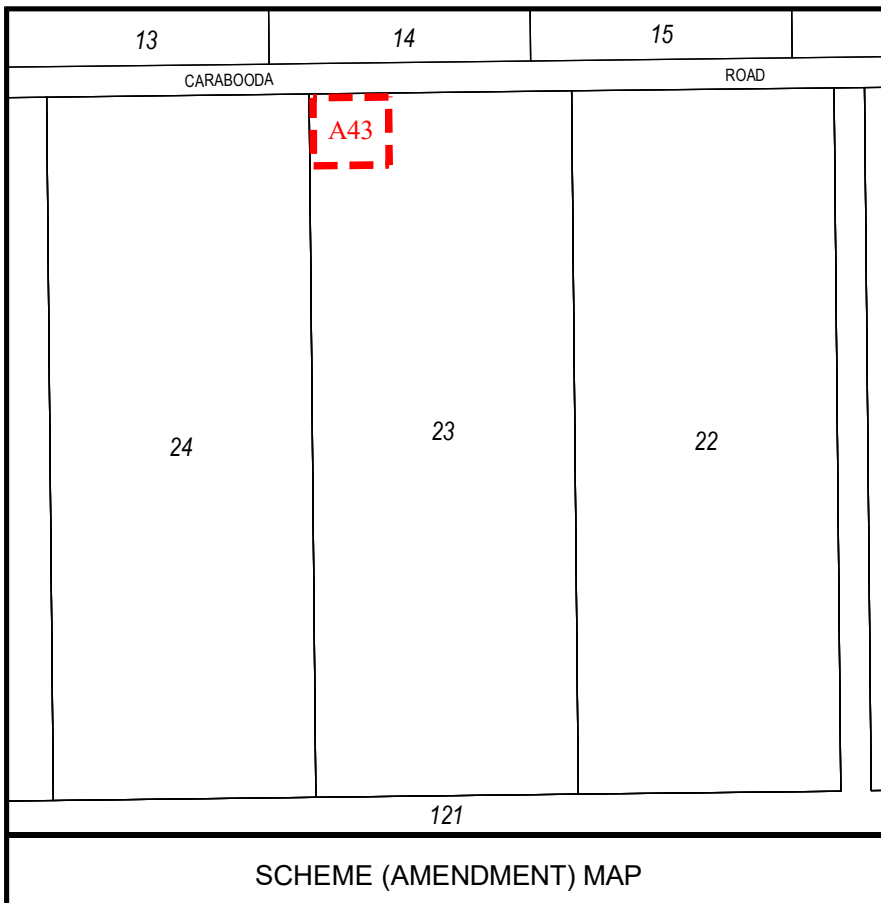 13 14 15
CARABOODA ROAD
A43
24 23 22
121
SCHEME (AMENDMENT) MAP